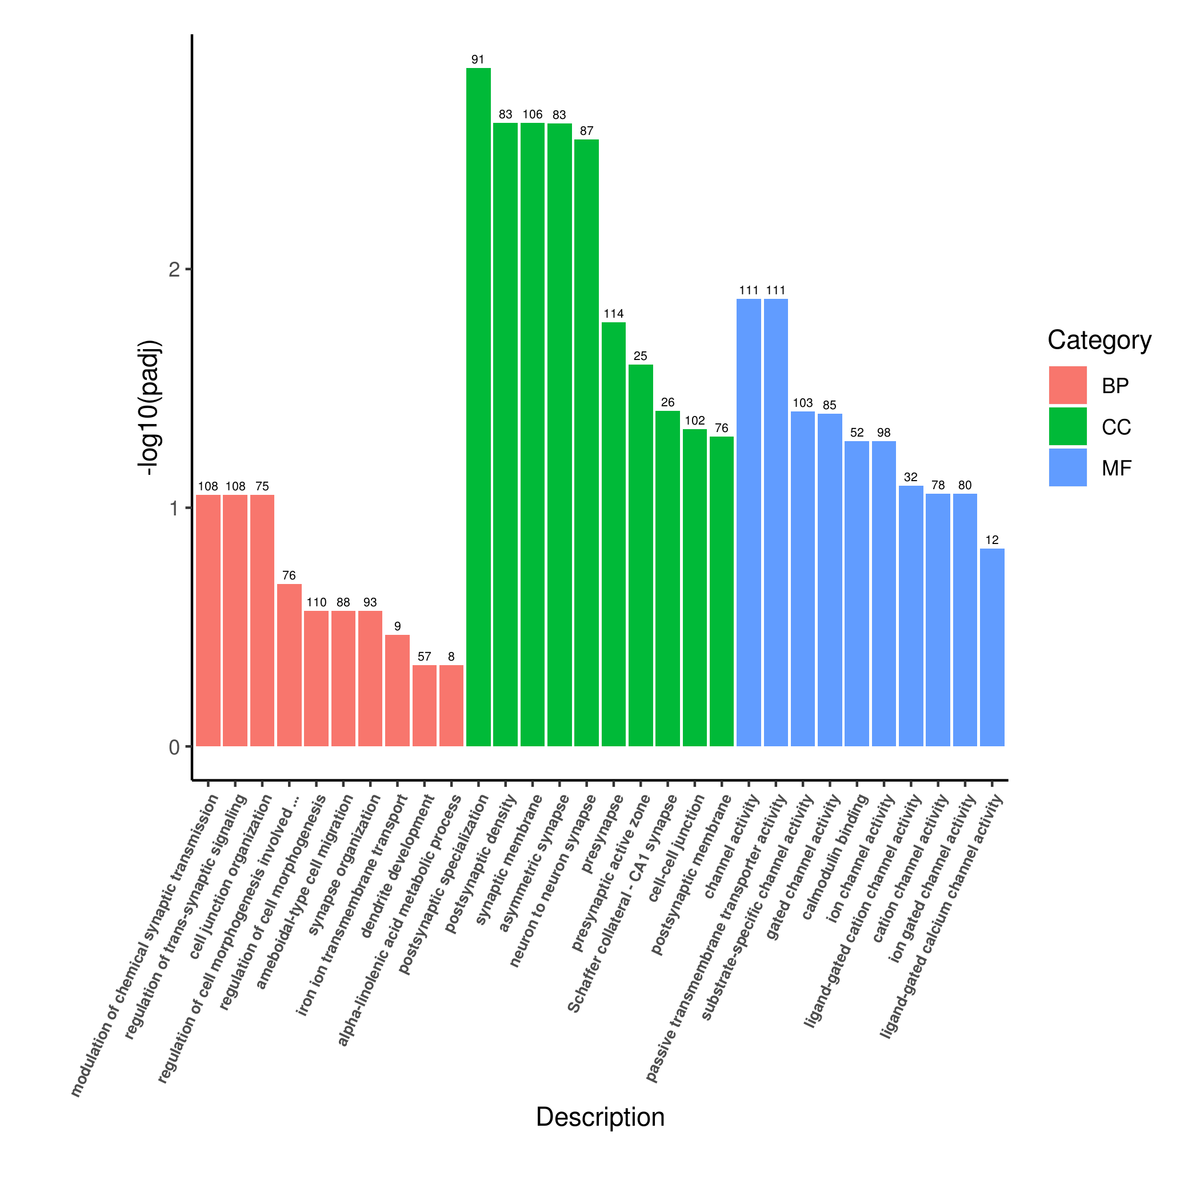 91
83
106
83
87
2
111
111
114
25
103
85
26
102
76
52
98
-log10(padj)
108
108
75
32
78
80
1
12
76
110
88
93
9
57
8
0
modulation of chemical synaptic transmission
regulation of trans-synaptic signaling
cell junction organization
regulation of cell morphogenesis involved ...
regulation of cell morphogenesis
ameboidal-type cell migration
synapse organization
iron ion transmembrane transport
dendrite development
alpha-linolenic acid metabolic process
postsynaptic specialization
postsynaptic density
synaptic membrane
asymmetric synapse
neuron to neuron synapse
presynapse
presynaptic active zone
Schaffer collateral - CA1 synapse
cell-cell junction
postsynaptic membrane
channel activity
passive transmembrane transporter activity
substrate-specific channel activity
gated channel activity
calmodulin binding
ion channel activity
ligand-gated cation channel activity
cation channel activity
ion gated channel activity
ligand-gated calcium channel activity
Description
Category
BP
CC
MF